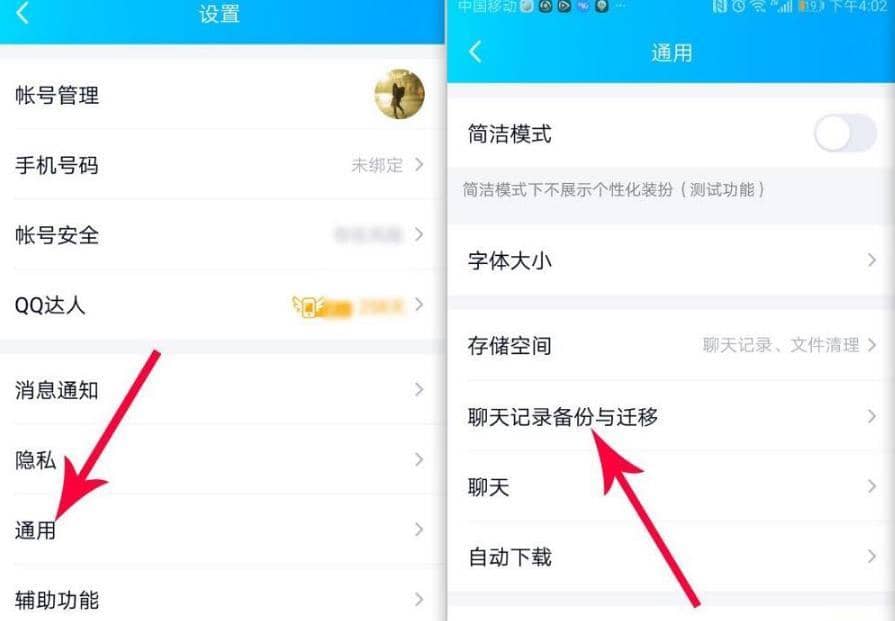 设置
帐号管理
手机号码 未绑定
帐号安全
QQ达人
消息通知
隐私
通用
辅助功能
中国移动 下午4:02
通用
简洁模式
简洁模式下不展示个性化装扮（测试功能）
字体大小
存储空间 聊天记录、文件清理
聊天记录备份与迁移
聊天
自动下载